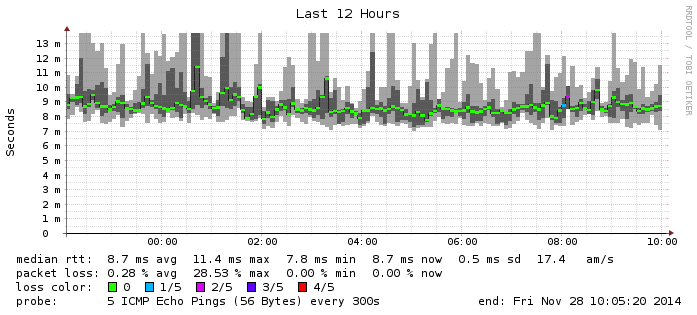 Last 12 Hours
RRDTOOL / TOBI OETIKER
Seconds
13 m
12 m
11 m
10 m
9 m
8 m
7 m
6 m
5 m
4 m
3 m
2 m
1 m
0
00:00 02:00 04:00 06:00 08:00 10:00
median rtt: 8.7 ms avg 11.4 ms max 7.8 ms min 8.7 ms now 0.5 ms sd 17.4 am/s
packet loss: 0.28 % avg 28.53 % max 0.00 % min 0.00 % now
loss color: 0 1/5 2/5 3/5 4/5
probe: 5 ICMP Echo Pings (56 Bytes) every 300s end: Fri Nov 28 10:05:20 2014